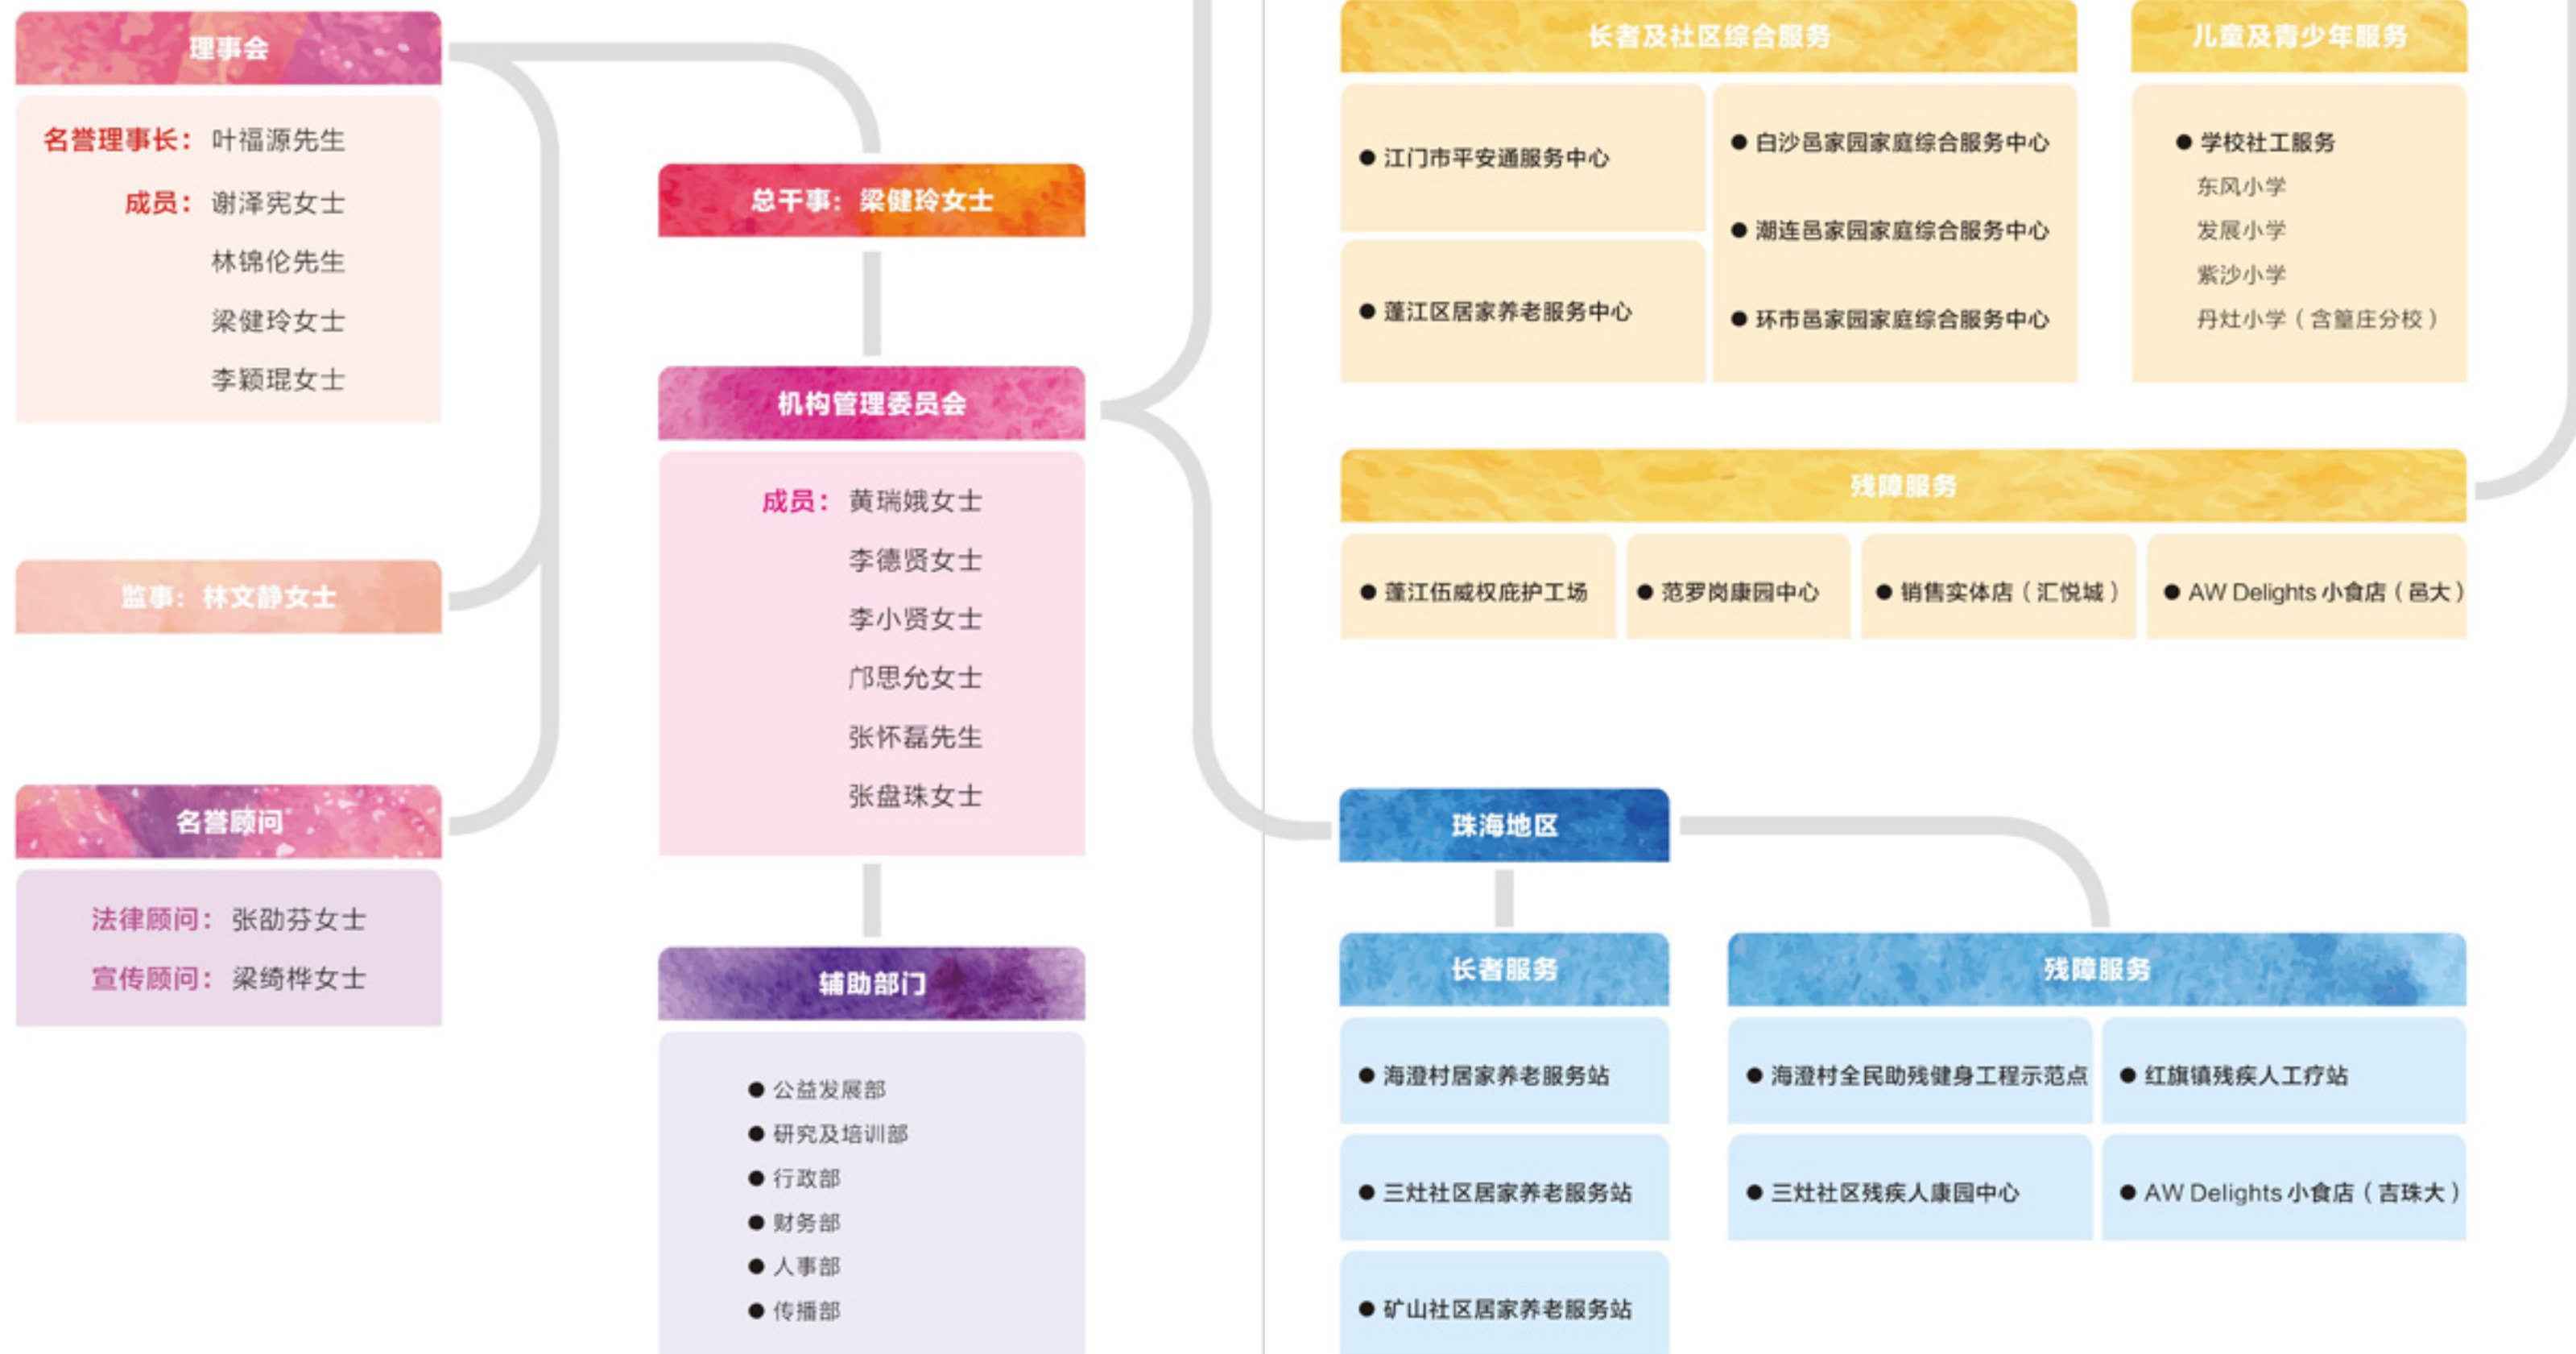 理事会
名誉理事长：叶福源先生
成员：谢泽宪女士
林锦伦先生
梁健玲女士
李颖琨女士
监事：林文静女士
名誉顾问
法律顾问：张劭芬女士
宣传顾问：梁绮桦女士
总干事：梁健玲女士
机构管理委员会
成员：黄瑞娥女士
李德贤女士
李小贤女士
邝思允女士
张怀磊先生
张盘珠女士
辅助部门
● 公益发展部
● 研究及培训部
● 行政部
● 财务部
● 人事部
● 传播部
长者及社区综合服务
● 江门市平安通服务中心
● 蓬江区居家养老服务中心
● 白沙邑家园家庭综合服务中心
● 潮连邑家园家庭综合服务中心
● 环市邑家园家庭综合服务中心
儿童及青少年服务
● 学校社工服务
东风小学
发展小学
紫沙小学
丹灶小学（含篁庄分校）
残障服务
● 蓬江伍威权庇护工场
● 范罗岗康园中心
● 销售实体店（汇悦城）
● AW Delights 小食店（邑大）
珠海地区
长者服务
● 海澄村居家养老服务站
● 三灶社区居家养老服务站
● 矿山社区居家养老服务站
残障服务
● 海澄村全民助残健身工程示范点
● 红旗镇残疾人工疗站
● 三灶社区残疾人康园中心
● AW Delights 小食店（吉珠大）